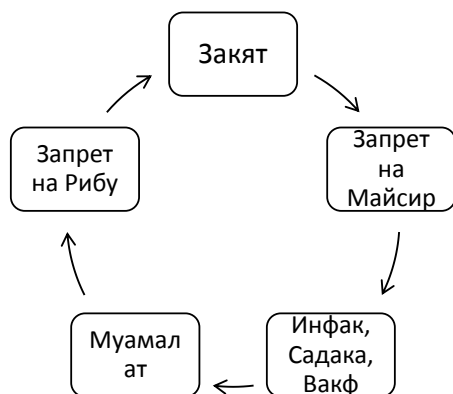 Закят
Запрет
на
Майсир
Инфак,
Садака,
Вакф
Муамал
ат
Запрет
на Рибу